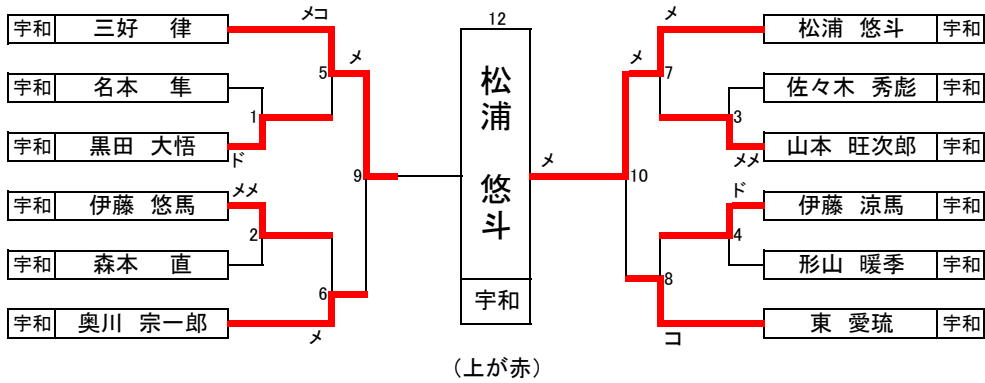 メコ
メ
12
宇和 三好 律
松浦 悠斗 宇和
メ
メ
5
7
宇和 名本 隼
佐々木 秀彪 宇和
1
3
宇和 黒田 大悟
山本 旺次郎 宇和
ド
メメ
松浦 悠斗
メ
9
10
メメ
ド
宇和 伊藤 悠馬
伊藤 涼馬 宇和
2
4
宇和 森本 直
形山 暖季 宇和
6
8
宇和
宇和 奥川 宗一郎
東 愛琉 宇和
メ
コ
(上が赤)